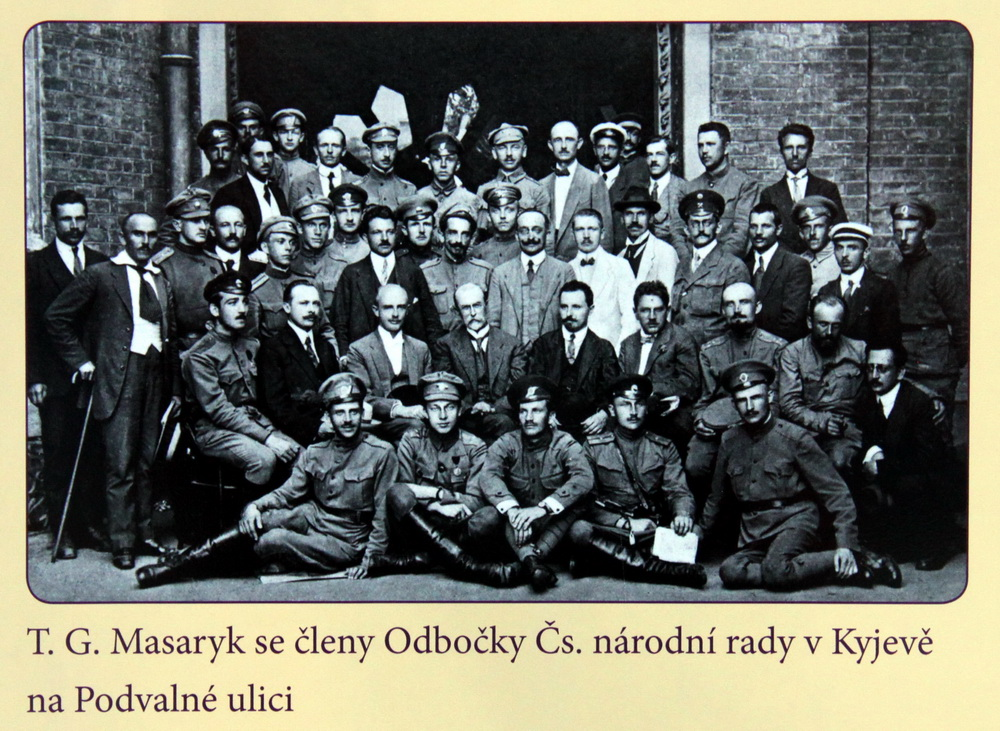 T. G. Masaryk se členy Odbočky Čs. národní rady v Kyjevě
na Podvalné ulici